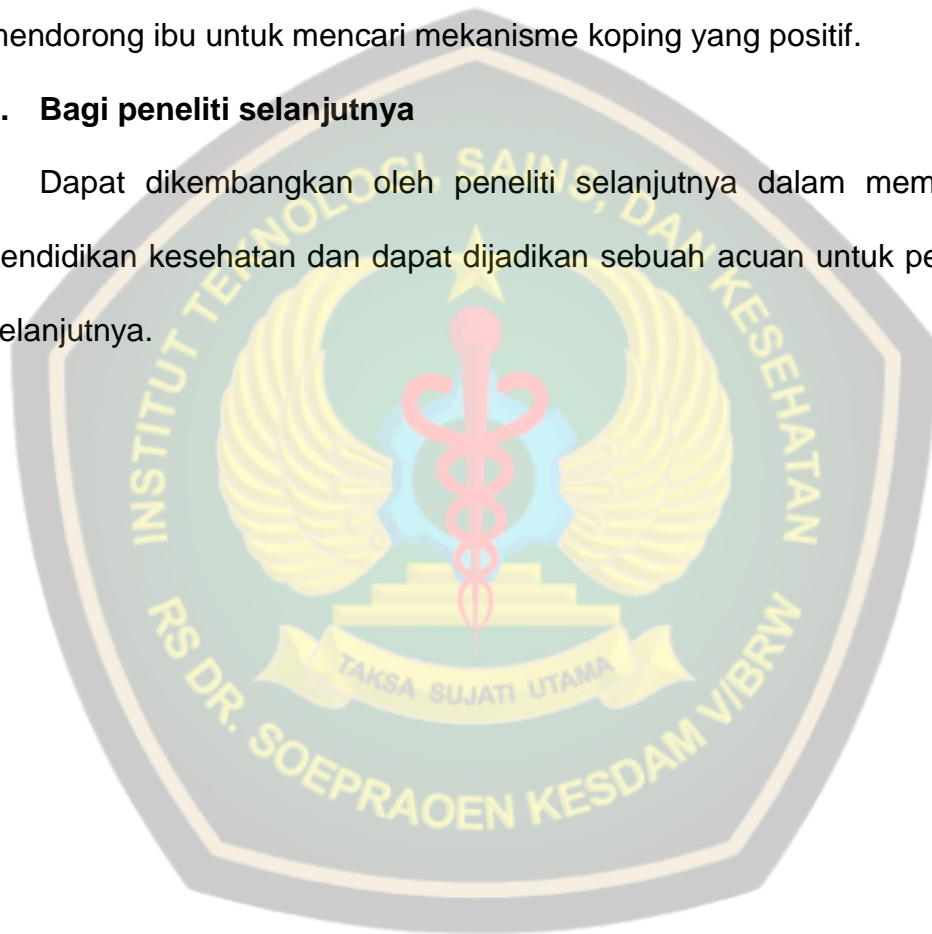 mendorong ibu untuk mencari mekanisme koping yang positif.
. Bagi peneliti selanjutnya
Dapat dikembangkan oleh peneliti selanjutnya dalam mem
endidikan kesehatan dan dapat dijadikan sebuah acuan untuk pe
elanjutnya.
INSTITUT TEKNOLOGI, SAINS, DAN KESEHATAN
TAKSA SUJATI UTAMA
RS DR. SOEPRAOEN KESDAM V/BRW